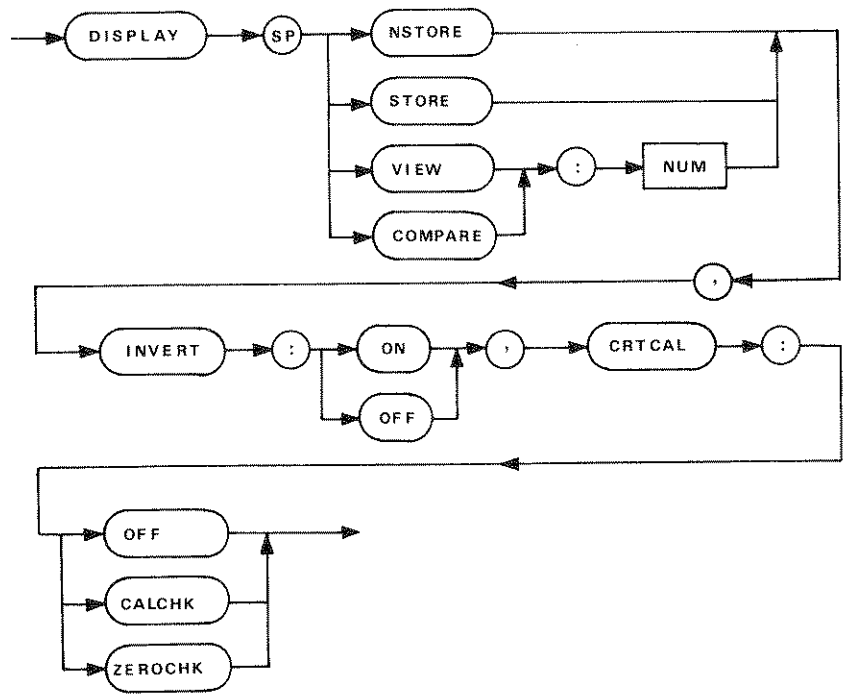 DISPLAY SP NSTORE
STORE
VIEW : NUM
COMPARE
,
INVERT : ON , CRTCAL :
OFF
OFF
CALCHK
ZEROCHK